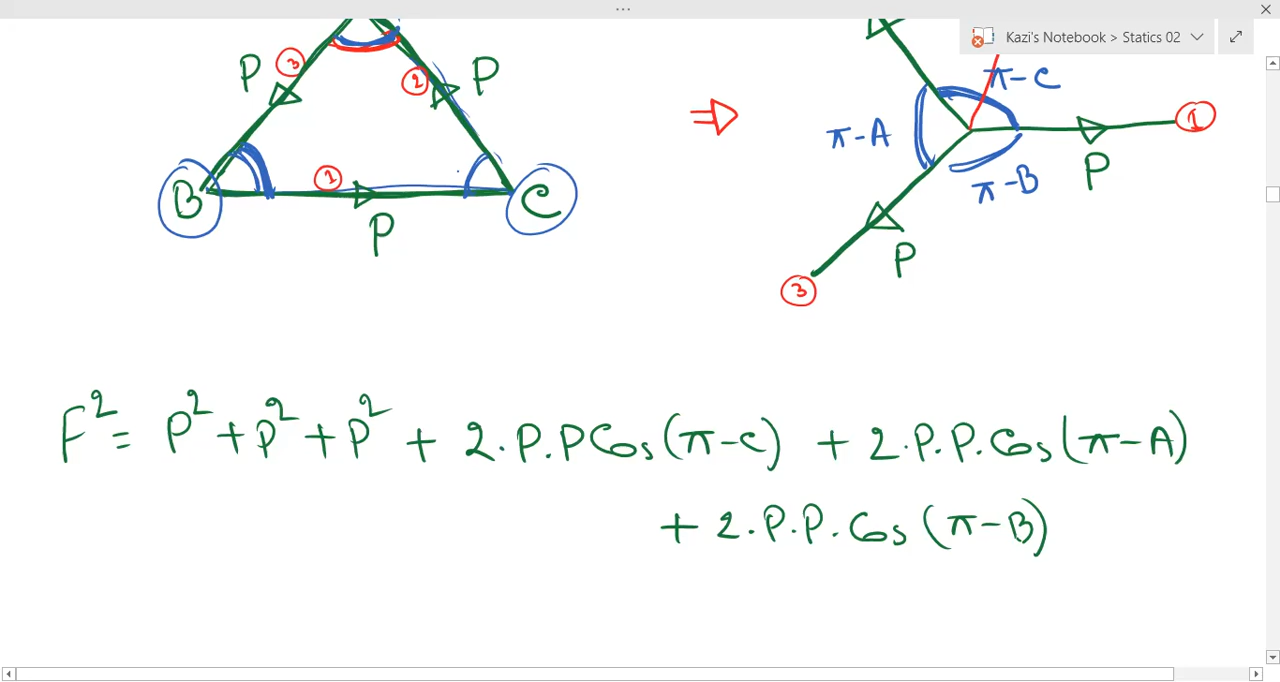 Kazi's Notebook > Statics 02
P ③ ② P
B ① C
P
⇒
π-C
π-A
①
π-B P
P
③
F² = P² + P² + P² + 2.P.P Cos(π-C) + 2.P.P. Cos(π-A)
+ 2.P.P. Cos(π-B)